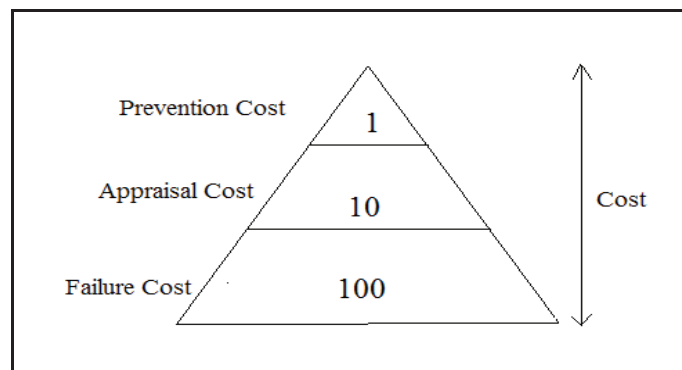 Prevention Cost
1
Appraisal Cost
10
Cost
Failure Cost
100